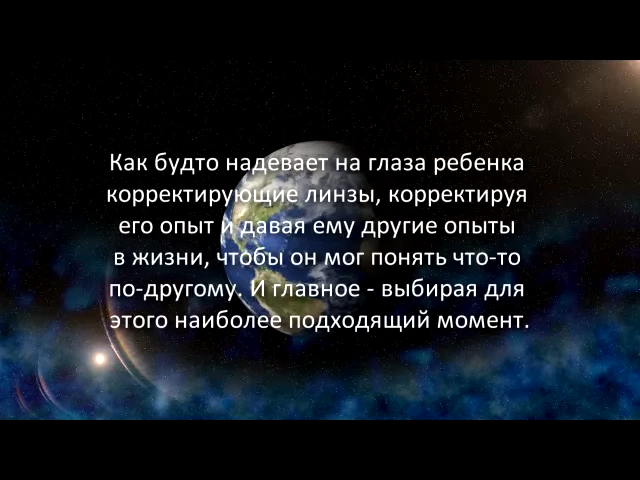 Как будто надевает на глаза ребенка
корректирующие линзы, корректируя
его опыт и давая ему другие опыты
в жизни, чтобы он мог понять что-то
по-другому. И главное - выбирая для
этого наиболее подходящий момент.